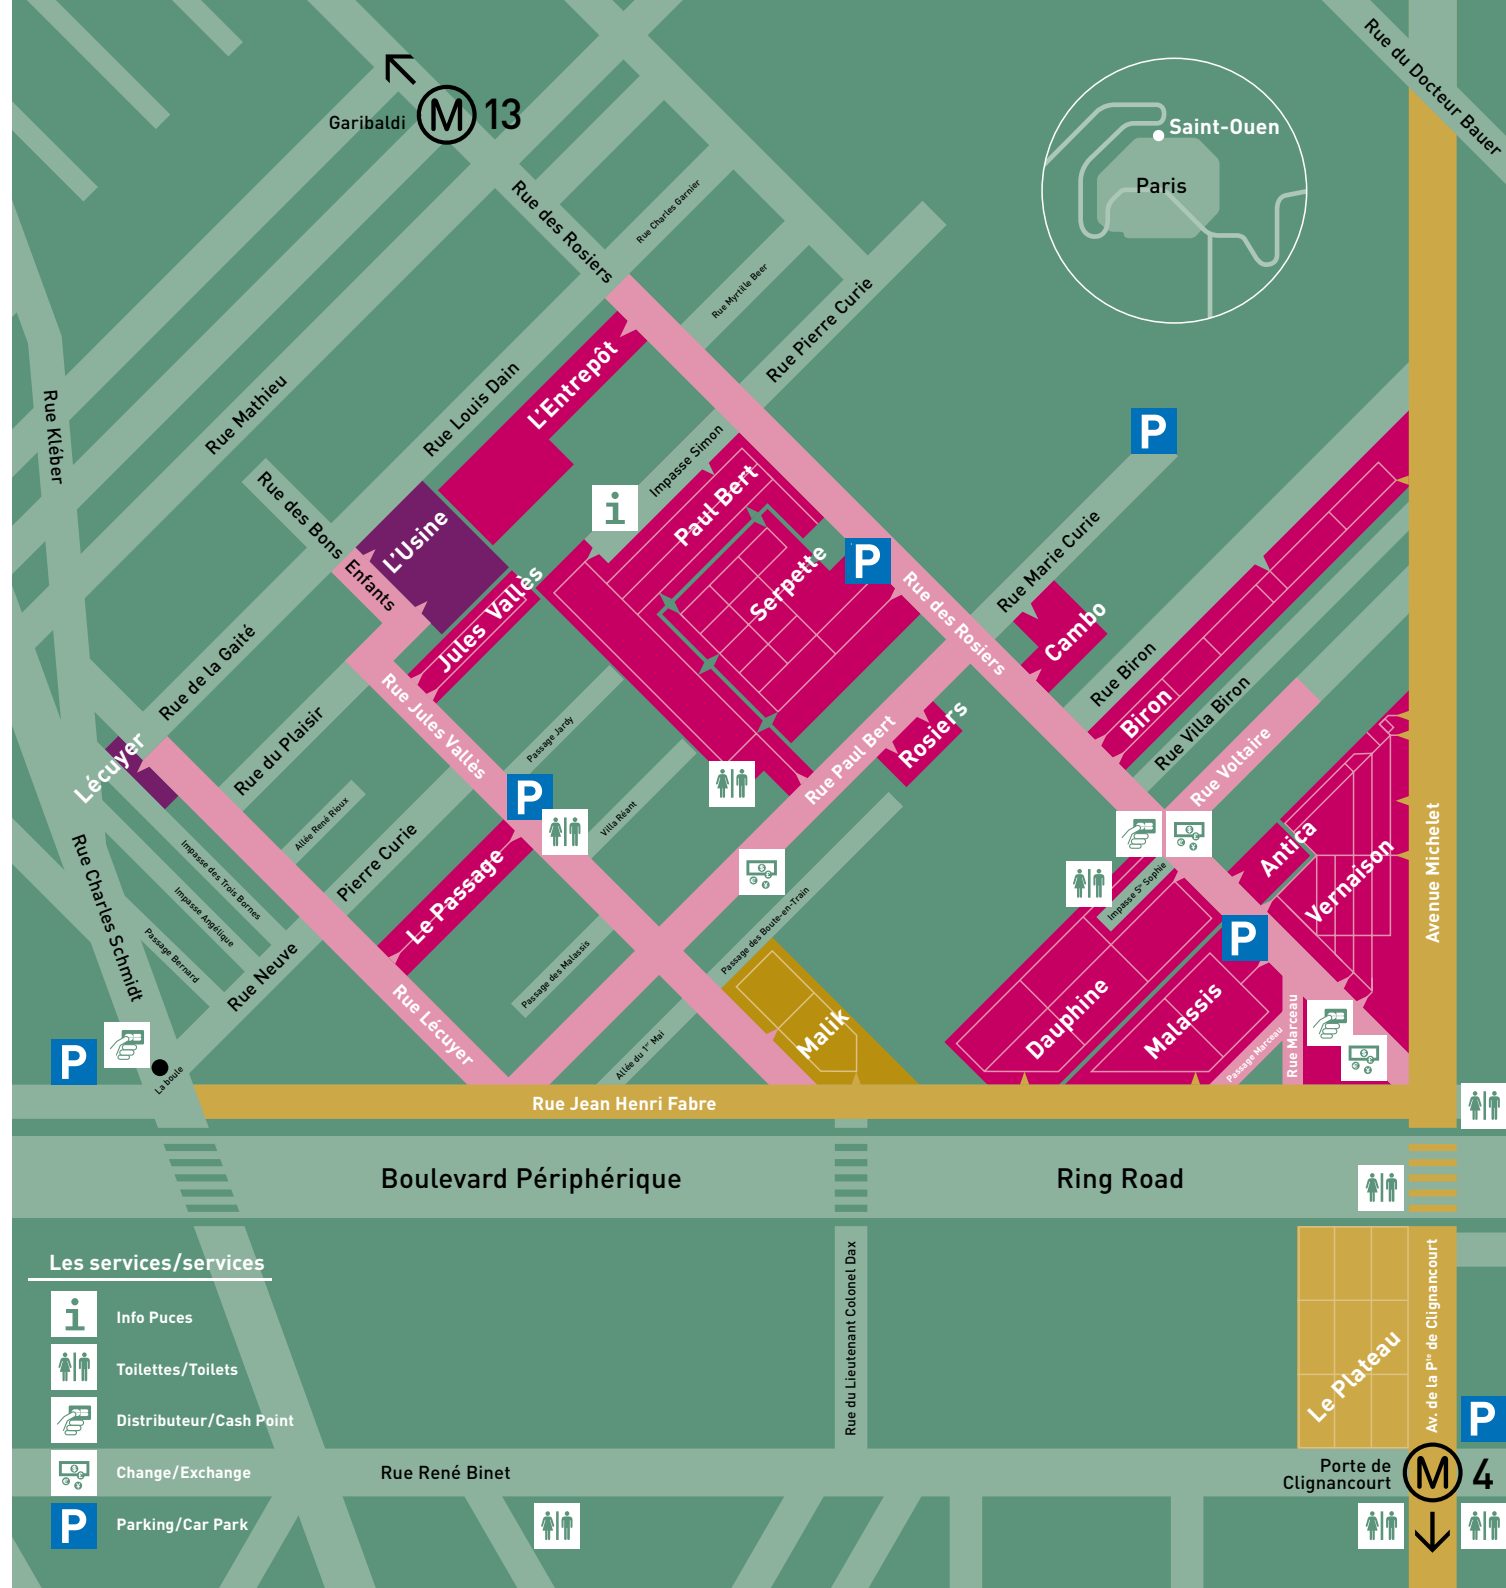 Rue du Docteur Bauer
Garibaldi
M 13
Saint-Ouen
Paris
Rue des Rosiers
Rue Charles Garnier
Rue Myrtille Beer
Rue Pierre Curie
Rue Kléber
Rue Mathieu
Rue Louis Dain
L'Entrepôt
Impasse Simon
P
Rue des Bons
Enfants
L'Usine
i
Paul Bert
Serpette
P
Rue des Rosiers
Rue Marie Curie
Cambo
Jules Vallès
Rue de la Gaité
Rue Jules Vallès
Rue du Plaisir
Passage Jardy
Rue Paul Bert
Rosiers
Rue Biron
Biron
Rue Villa Biron
Rue Voltaire
Lécuyer
Allée René Rioux
Pierre Curie
P
Villa Réant
Le Passage
Antica
Vernaison
Avenue Michelet
Rue Charles Schmidt
Impasse des Trois Bornes
Impasse Angélique
Passage Bernard
Rue Neuve
Rue Lécuyer
Passage des Malassis
Passage des Boute-en-Train
Impasse Ste Sophie
P
Malik
Dauphine
Malassis
Allée du 1er Mai
Passage Marceau
Rue Marceau
P
La boule
Rue Jean Henri Fabre
Boulevard Périphérique
Ring Road
Rue du Lieutenant Colonel Dax
Le Plateau
Av. de la Pte de Clignancourt
P
Rue René Binet
Porte de
Clignancourt
M 4
Les services/services
i Info Puces
Toilettes/Toilets
Distributeur/Cash Point
Change/Exchange
P Parking/Car Park